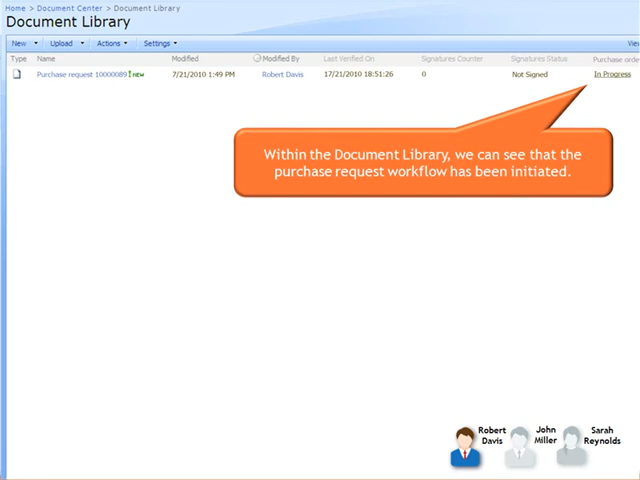 Home > Document Center > Document Library
Document Library
New Upload Actions Settings View
Type Name Modified Modified By Last Verified On Signatures Counter Signatures Status Purchase orde
Purchase request 10000089 ! NEW 7/21/2010 1:49 PM Robert Davis 17/21/2010 18:51:26 0 Not Signed In Progress
Within the Document Library, we can see that the
purchase request workflow has been initiated.
Robert Davis
John Miller
Sarah Reynolds